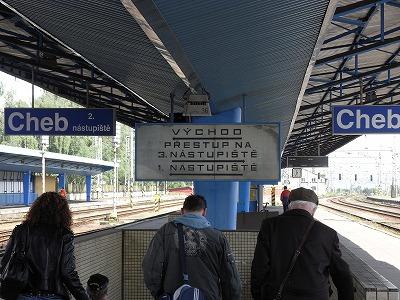 Cheb
2.
nástupiště
VÝCHOD
PŘESTUP NA
3. NÁSTUPIŠTĚ
1. NÁSTUPIŠTĚ
Cheb